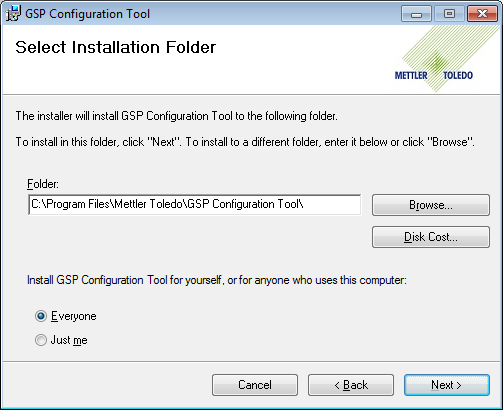 GSP Configuration Tool
Select Installation Folder
METTLER TOLEDO
The installer will install GSP Configuration Tool to the following folder.
To install in this folder, click "Next". To install to a different folder, enter it below or click "Browse".
Folder:
C:\Program Files\Mettler Toledo\GSP Configuration Tool\
Browse...
Disk Cost...
Install GSP Configuration Tool for yourself, or for anyone who uses this computer:
Everyone
Just me
Cancel
< Back
Next >